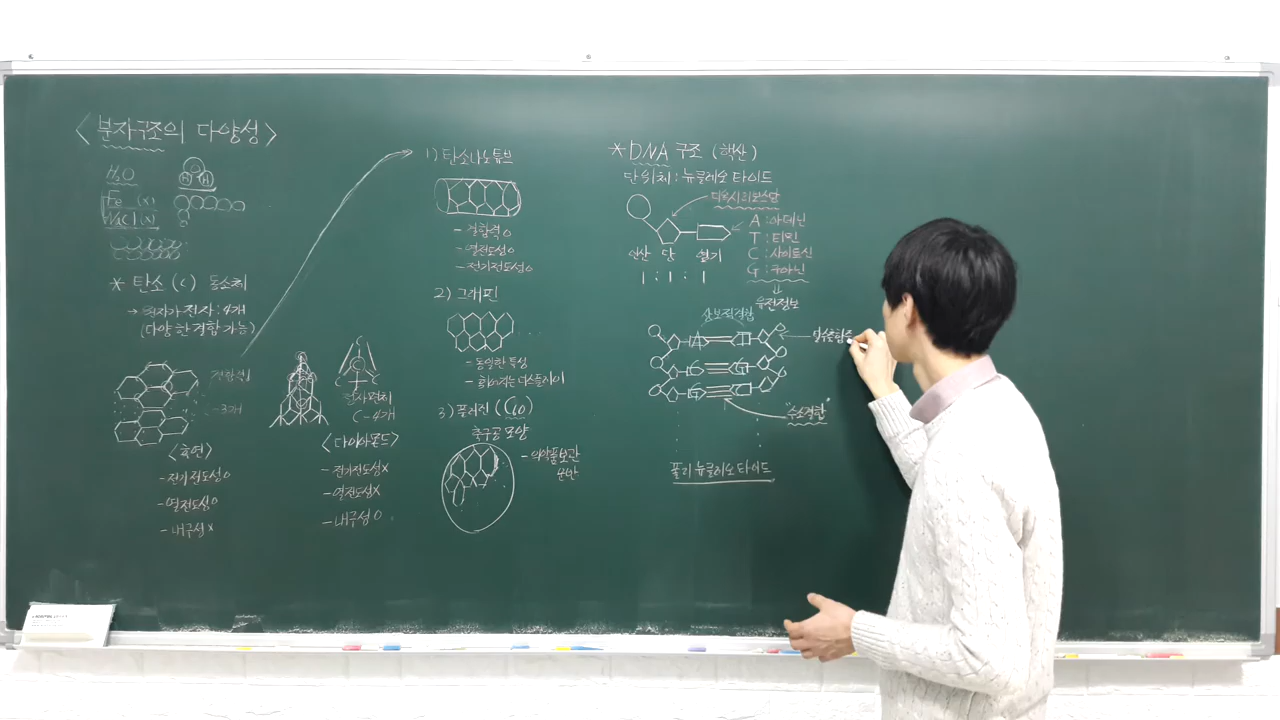 <분자구조의 다양성>
H₂O
O
H H
Fe (x)
NaCl (x)
* 탄소(C) 동소체
→ 원자가 전자 : 4개
(다양한 결합 가능)
결합력↓
-3개
<흑연>
- 전기전도성 o
- 열전도성 o
- 내구성 x
C
C C
C
C-4개
<다이아몬드>
- 전기전도성 x
- 열전도성 x
- 내구성 o
1) 탄소나노튜브
- 결합력 o
- 열전도성 o
- 전기전도성 o
2) 그래핀
- 동일한 특성
- 휘어지는 디스플레이
3) 풀러렌 (C60)
축구공 모양
- 의약품 보관
운반
* DNA 구조 (핵산)
단위체 : 뉴클레오타이드
디옥시리보스당
인산 당 염기
1 : 1 : 1
A : 아데닌
T : 티민
C : 사이토신
G : 구아닌
유전정보
상보적결합
A T
"수소결합"
폴리뉴클레오타이드